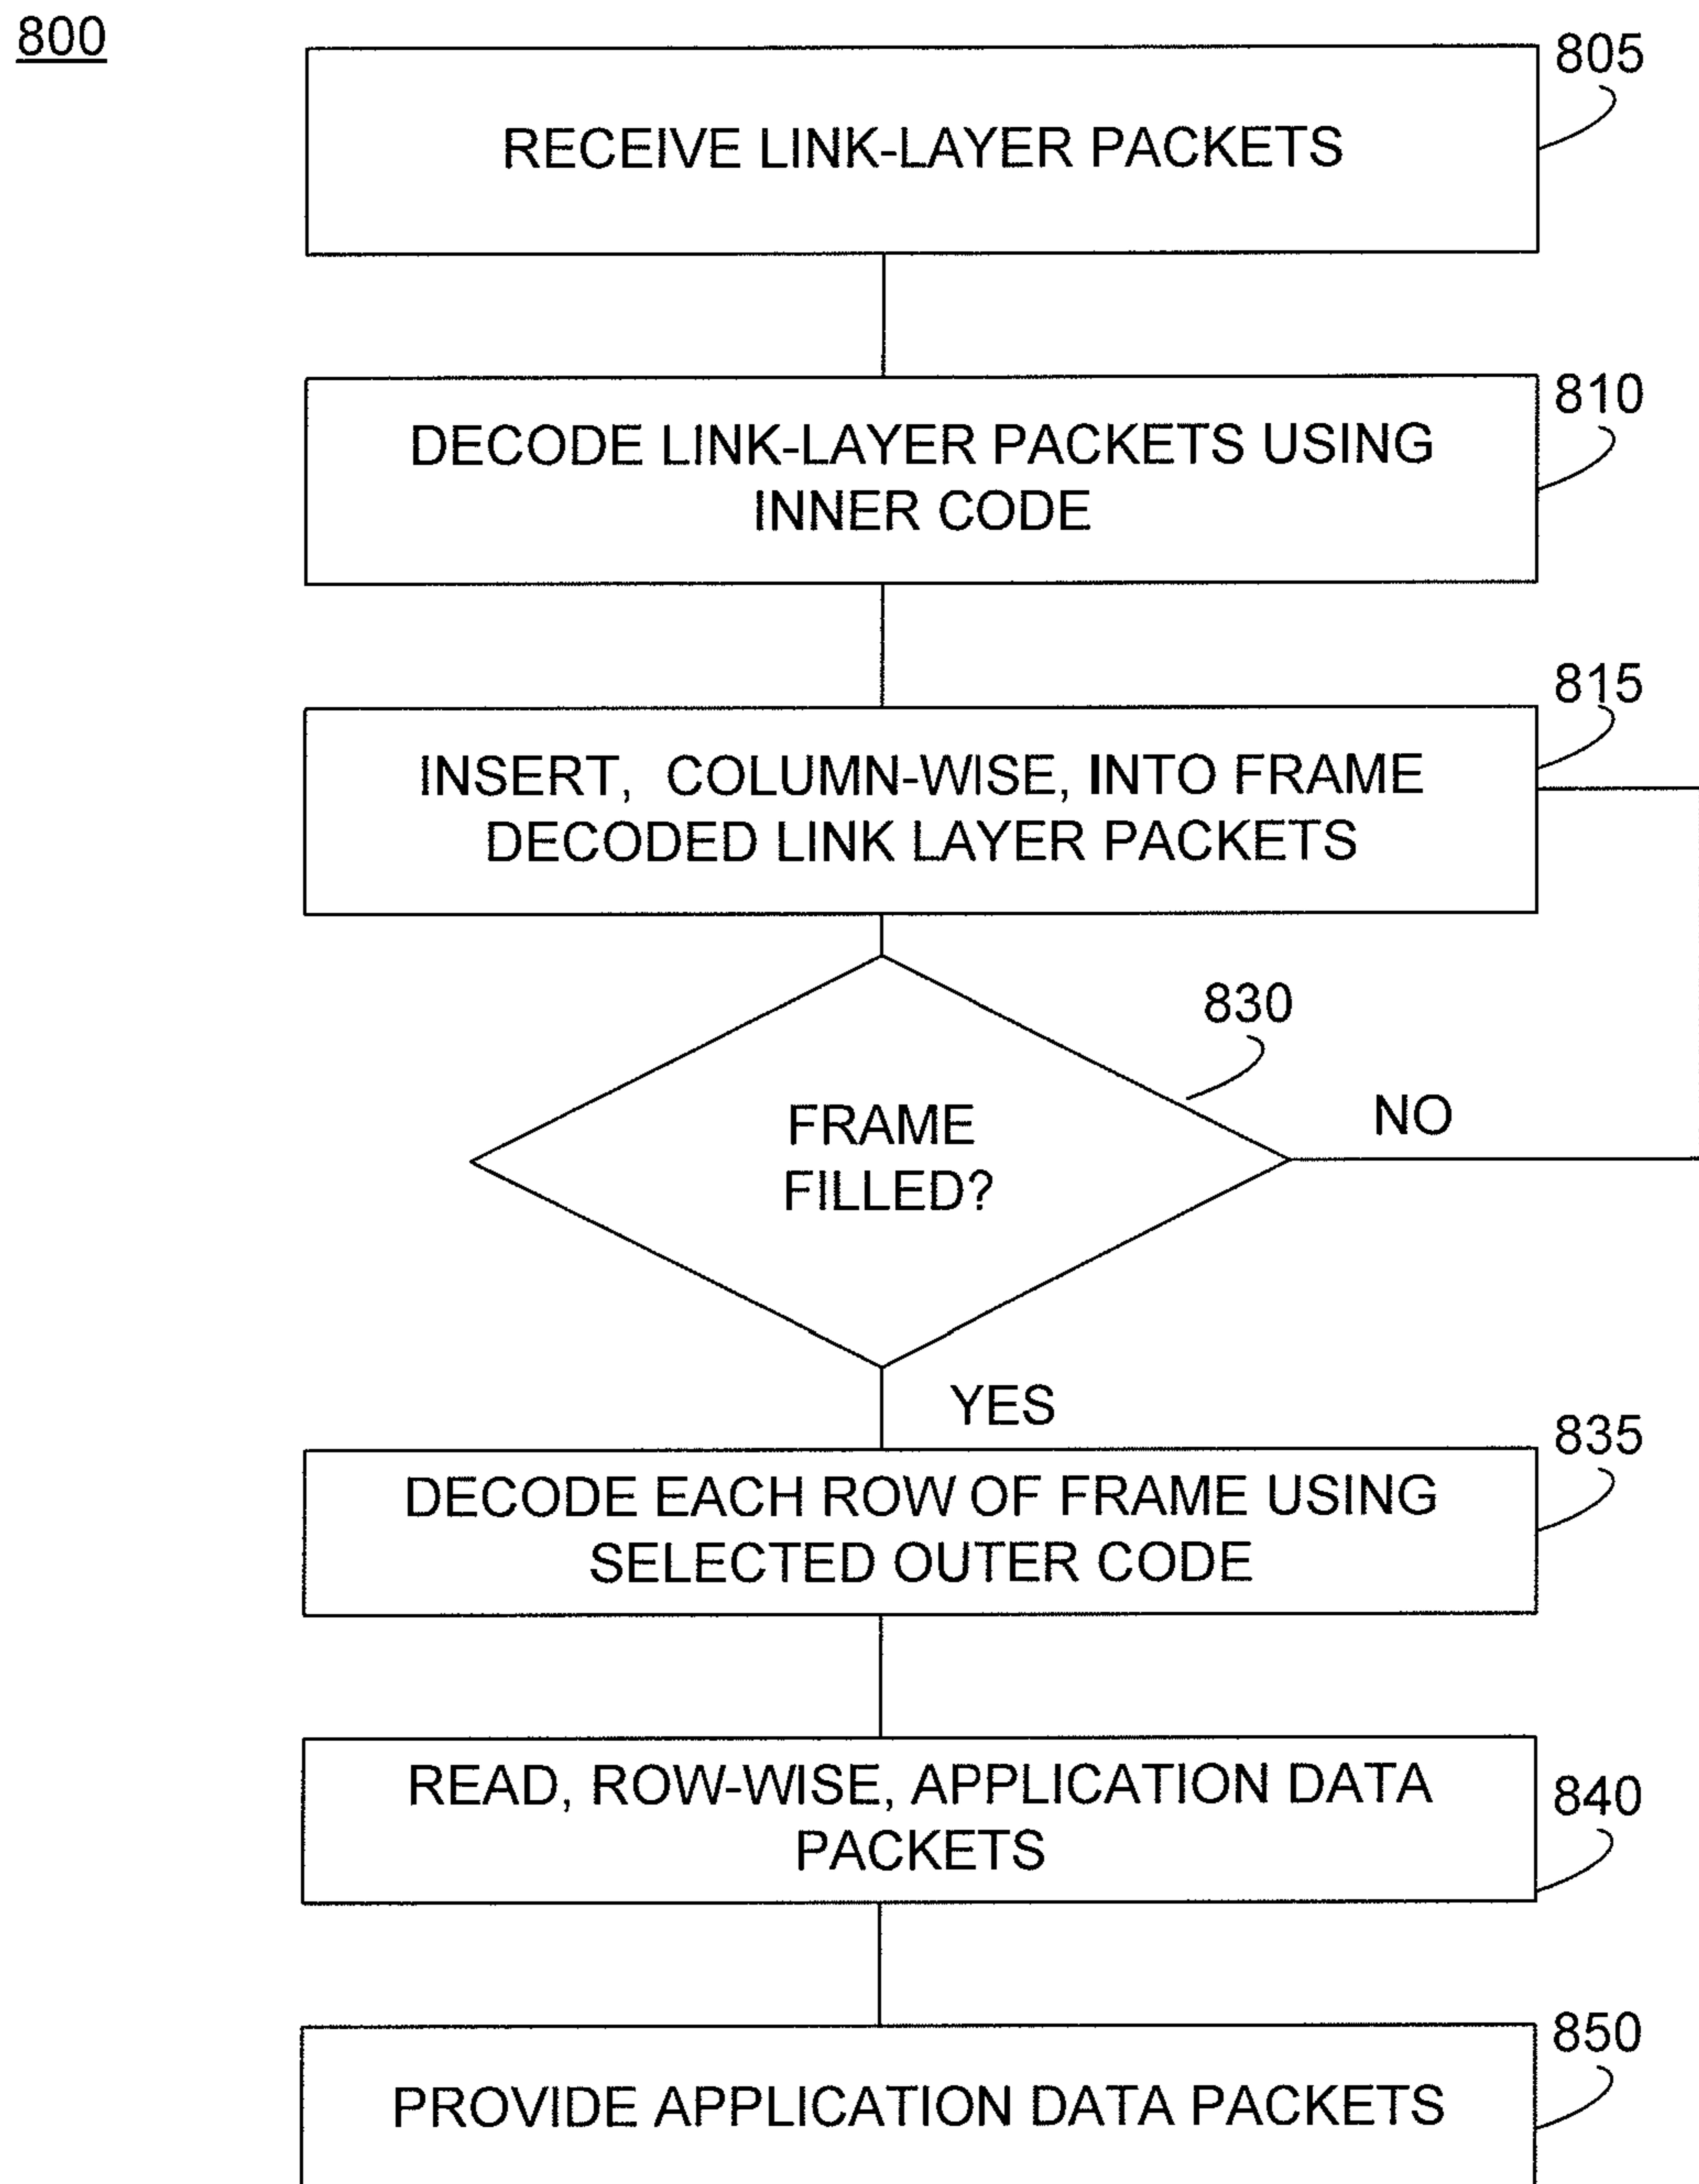 800
805
RECEIVE LINK-LAYER PACKETS
810
DECODE LINK-LAYER PACKETS USING
INNER CODE
815
INSERT, COLUMN-WISE, INTO FRAME
DECODED LINK LAYER PACKETS
830
FRAME
FILLED?
NO
YES
835
DECODE EACH ROW OF FRAME USING
SELECTED OUTER CODE
READ, ROW-WISE, APPLICATION DATA
PACKETS
840
850
PROVIDE APPLICATION DATA PACKETS